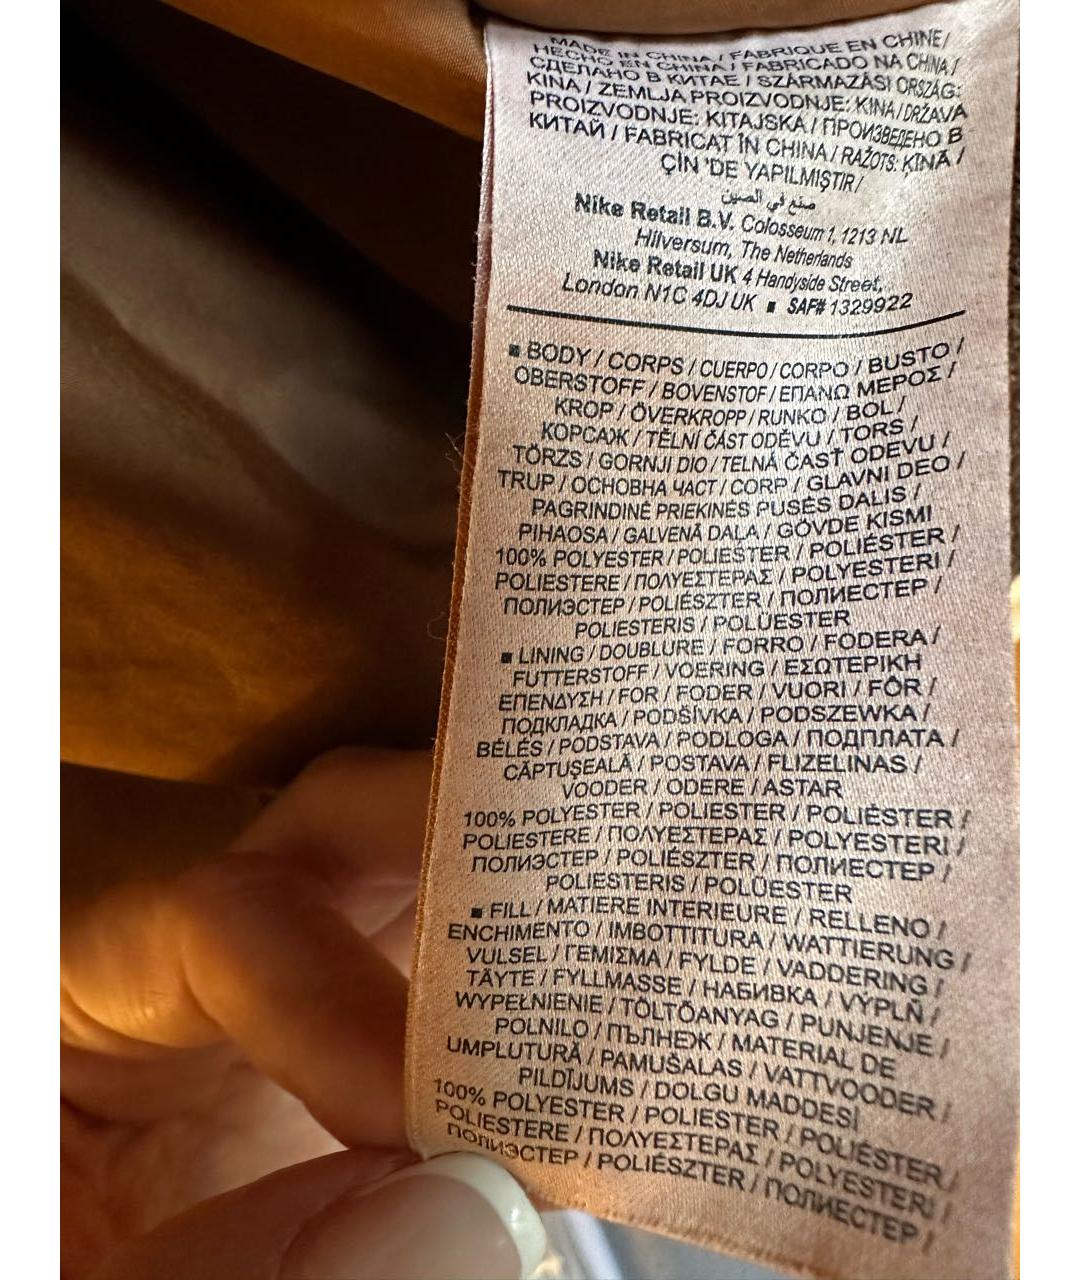 MADE IN CHINA / FABRIQUE EN CHINE /
HECHO EN CHINA / FABRICADO NA CHINA /
СДЕЛАНО В КИТАЕ / SZÁRMAZÁSI ORSZÁG:
KÍNA / ZEMLJA PROIZVODNJE: KINA / DRŽAVA
PROIZVODNJE: KITAJSKA / ПРОИЗВЕДЕНО В
КИТАЙ / FABRICAT ÎN CHINA / RAŽOTS: ĶĪNĀ /
ÇİN 'DE YAPILMIŞTIR /
صنع في الصين
Nike Retail B.V. Colosseum 1, 1213 NL
Hilversum, The Netherlands
Nike Retail UK 4 Handyside Street,
London N1C 4DJ UK ■ SAF# 1329922
■ BODY / CORPS / CUERPO / CORPO / BUSTO /
OBERSTOFF / BOVENSTOF / ΕΠΑΝΩ ΜΕΡΟΣ /
KROP / ÖVERKROPP / RUNKO / BOL /
КОРСАЖ / TĚLNÍ ČÁST ODĚVU / TORS /
TÖRZS / GORNJI DIO / TELNÁ ČASŤ ODEVU /
TRUP / ОСНОВНА ЧАСТ / CORP / GLAVNI DEO /
PAGRINDINĖ PRIEKINĖS PUSĖS DALIS /
PIHAOSA / GALVENĀ DAĻA / GÖVDE KISMI
100% POLYESTER / POLIESTER / POLIÉSTER /
POLIESTERE / ΠΟΛΥΕΣΤΕΡΑΣ / POLYESTERI /
ПОЛИЭСТЕР / POLIÉSZTER / ПОЛИЕСТЕР /
POLIESTERIS / POLÜESTER
■ LINING / DOUBLURE / FORRO / FODERA /
FUTTERSTOFF / VOERING / ΕΣΩΤΕΡΙΚΗ
ΕΠΕΝΔΥΣΗ / FOR / FODER / VUORI / FÔR /
ПОДКЛАДКА / PODŠÍVKA / PODSZEWKA /
BÉLÉS / PODSTAVA / PODLOGA / ПОДПЛАТА /
CĂPTUŞEALĂ / POSTAVA / FLIZELINAS /
VOODER / ODERE / ASTAR
100% POLYESTER / POLIESTER / POLIÉSTER /
POLIESTERE / ΠΟΛΥΕΣΤΕΡΑΣ / POLYESTERI /
ПОЛИЭСТЕР / POLIÉSZTER / ПОЛИЕСТЕР /
POLIESTERIS / POLÜESTER
■ FILL / MATIERE INTERIEURE / RELLENO /
ENCHIMENTO / IMBOTTITURA / WATTIERUNG /
VULSEL / ΓΕΜΙΣΜΑ / FYLDE / VADDERING /
TÄYTE / FYLLMASSE / НАБИВКА / VÝPLŇ /
WYPEŁNIENIE / TÖLTŐANYAG / PUNJENJE /
POLNILO / ПЪЛНЕЖ / MATERIAL DE
UMPLUTURĂ / PAMUŠALAS / VATTVOODER /
PILDĪJUMS / DOLGU MADDESİ
100% POLYESTER / POLIESTER / POLIÉSTER /
POLIESTERE / ΠΟΛΥΕΣΤΕΡΑΣ / POLYESTERI /
ПОЛИЭСТЕР / POLIÉSZTER / ПОЛИЕСТЕР /